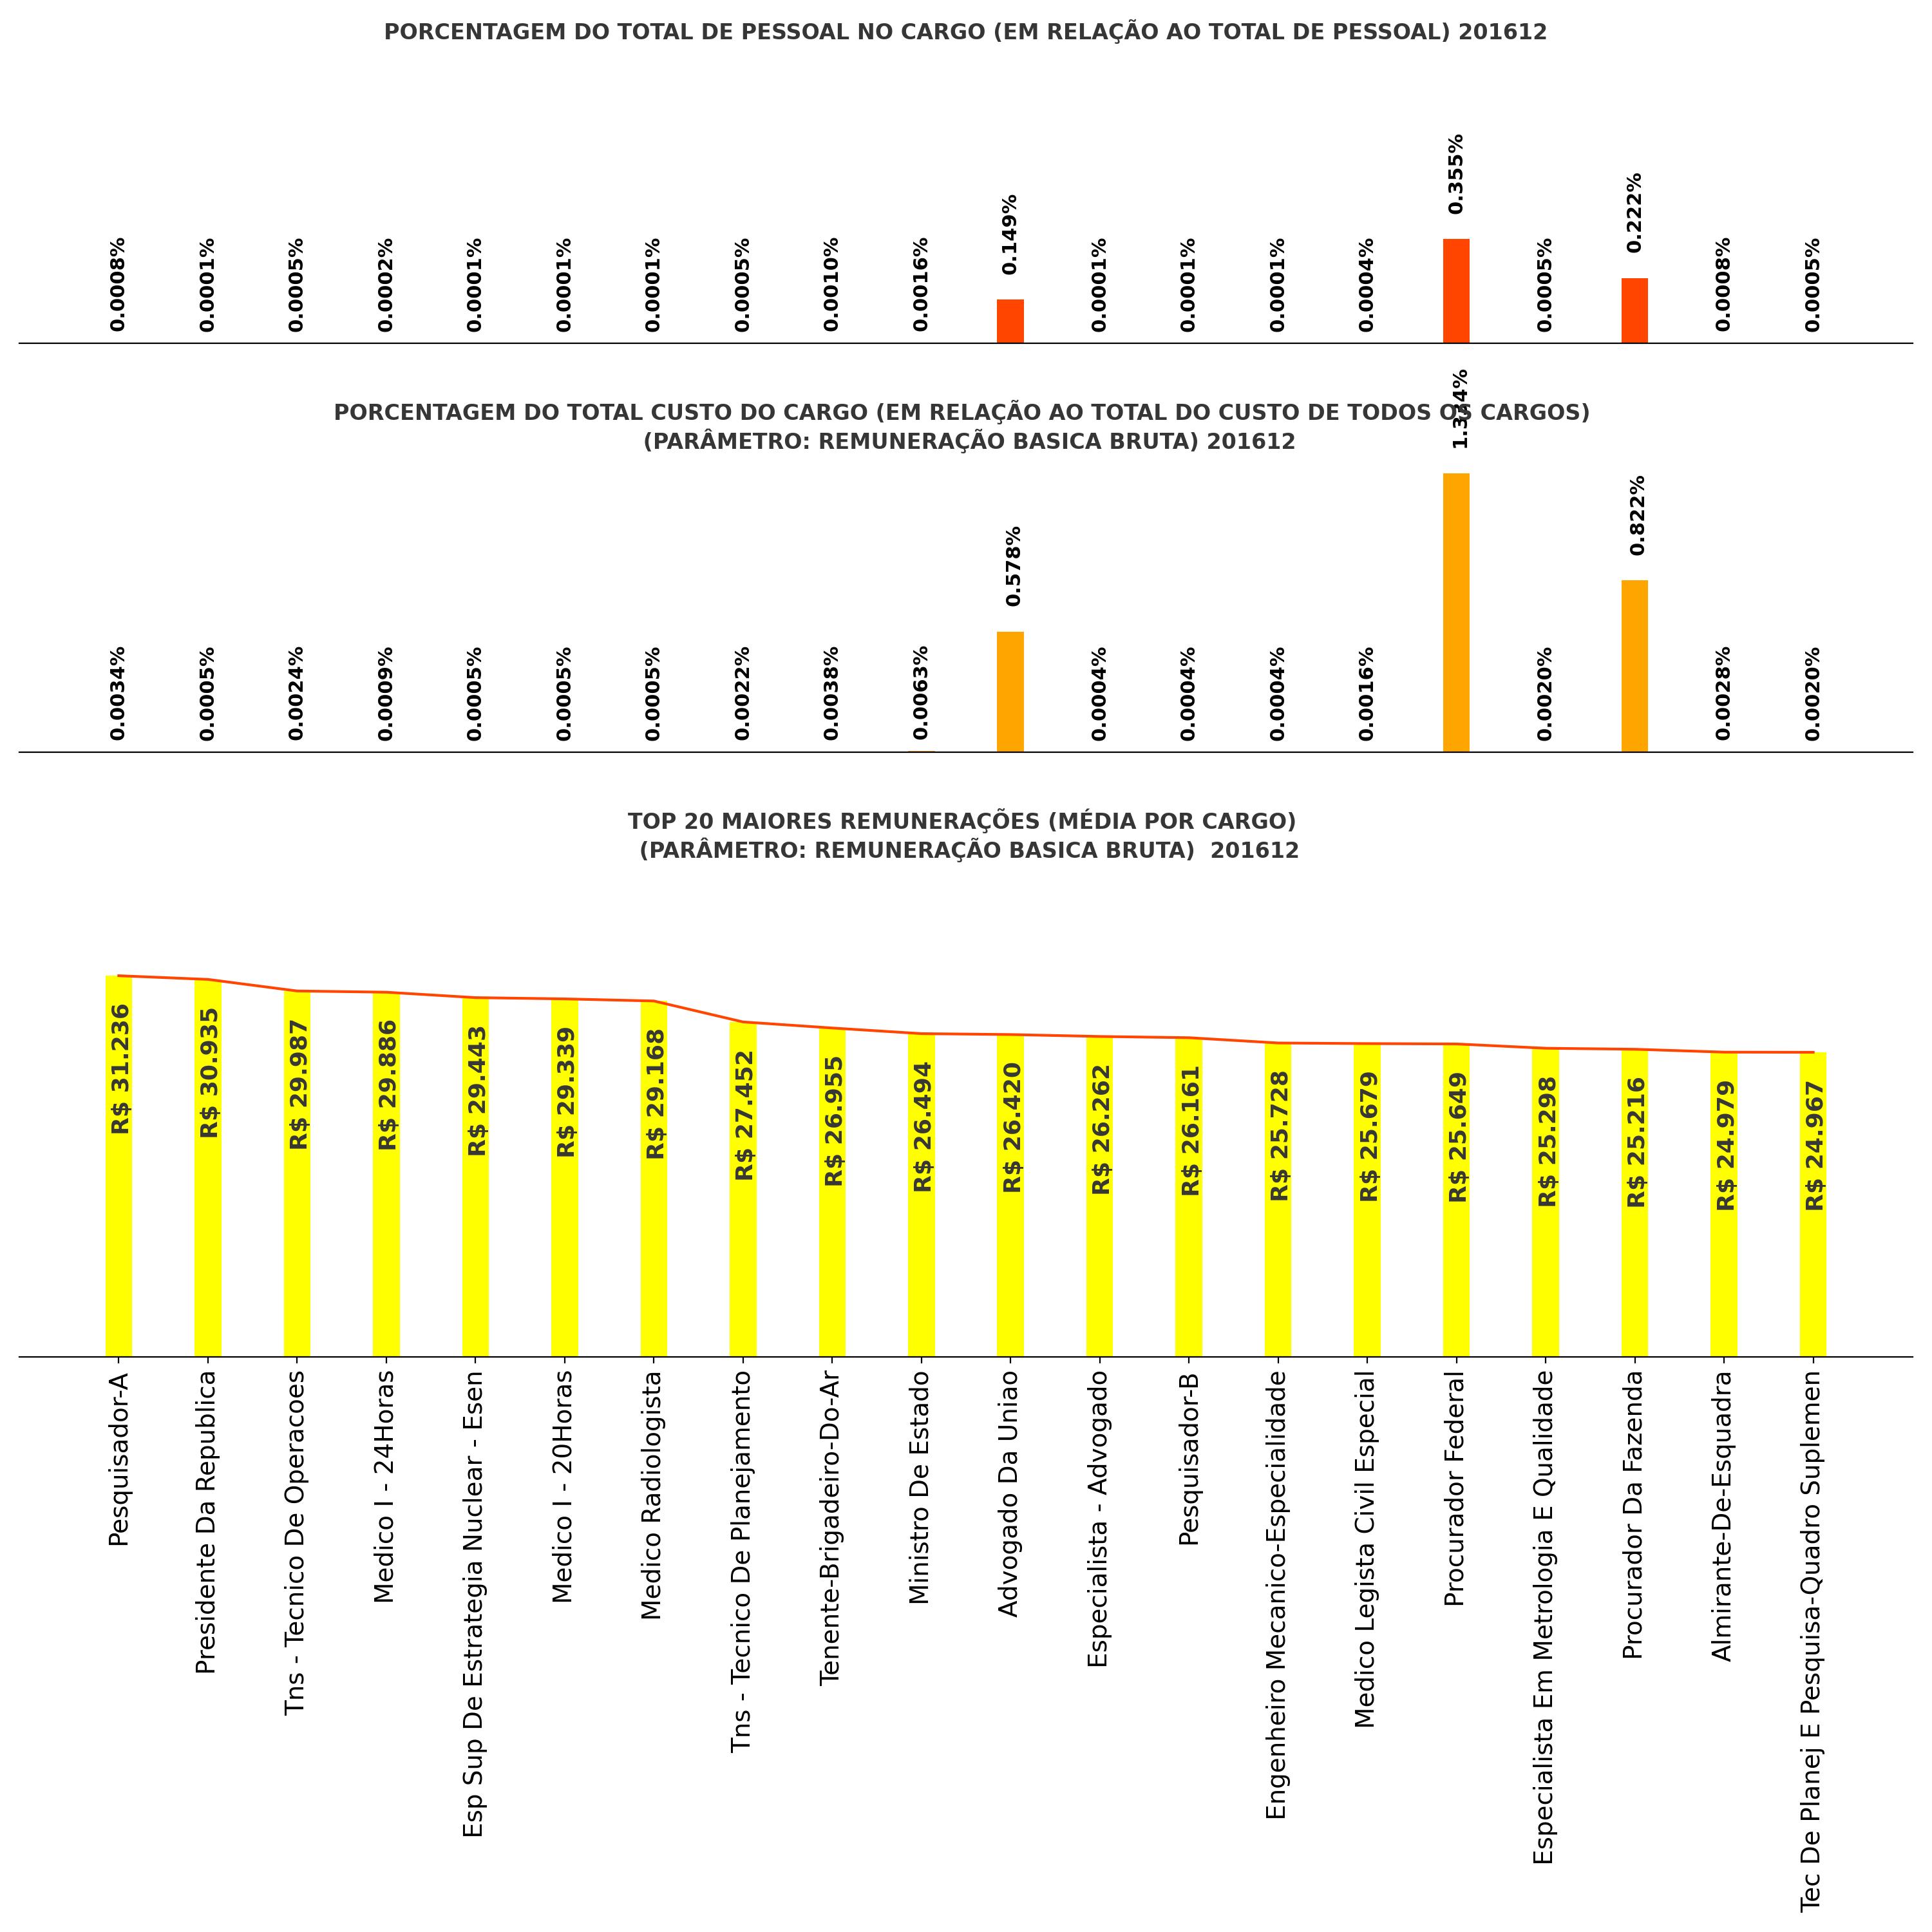 PORCENTAGEM DO TOTAL DE PESSOAL NO CARGO (EM RELAÇÃO AO TOTAL DE PESSOAL) 201612
0.0008%
0.0001%
0.0005%
0.0002%
0.0001%
0.0001%
0.0001%
0.0005%
0.0010%
0.0016%
0.149%
0.0001%
0.0001%
0.0001%
0.0004%
0.355%
0.0005%
0.222%
0.0008%
0.0005%
PORCENTAGEM DO TOTAL CUSTO DO CARGO (EM RELAÇÃO AO TOTAL DO CUSTO DE TODOS OS CARGOS)
(PARÂMETRO: REMUNERAÇÃO BASICA BRUTA) 201612
0.0034%
0.0005%
0.0024%
0.0009%
0.0005%
0.0005%
0.0005%
0.0022%
0.0038%
0.0063%
0.578%
0.0004%
0.0004%
0.0004%
0.0016%
1.334%
0.0020%
0.822%
0.0028%
0.0020%
TOP 20 MAIORES REMUNERAÇÕES (MÉDIA POR CARGO)
(PARÂMETRO: REMUNERAÇÃO BASICA BRUTA) 201612
R$ 31.236
R$ 30.935
R$ 29.987
R$ 29.886
R$ 29.443
R$ 29.339
R$ 29.168
R$ 27.452
R$ 26.955
R$ 26.494
R$ 26.420
R$ 26.262
R$ 26.161
R$ 25.728
R$ 25.679
R$ 25.649
R$ 25.298
R$ 25.216
R$ 24.979
R$ 24.967
Pesquisador-A
Presidente Da Republica
Tns - Tecnico De Operacoes
Medico I - 24Horas
Esp Sup De Estrategia Nuclear - Esen
Medico I - 20Horas
Medico Radiologista
Tns - Tecnico De Planejamento
Tenente-Brigadeiro-Do-Ar
Ministro De Estado
Advogado Da Uniao
Especialista - Advogado
Pesquisador-B
Engenheiro Mecanico-Especialidade
Medico Legista Civil Especial
Procurador Federal
Especialista Em Metrologia E Qualidade
Procurador Da Fazenda
Almirante-De-Esquadra
Tec De Planej E Pesquisa-Quadro Suplemen